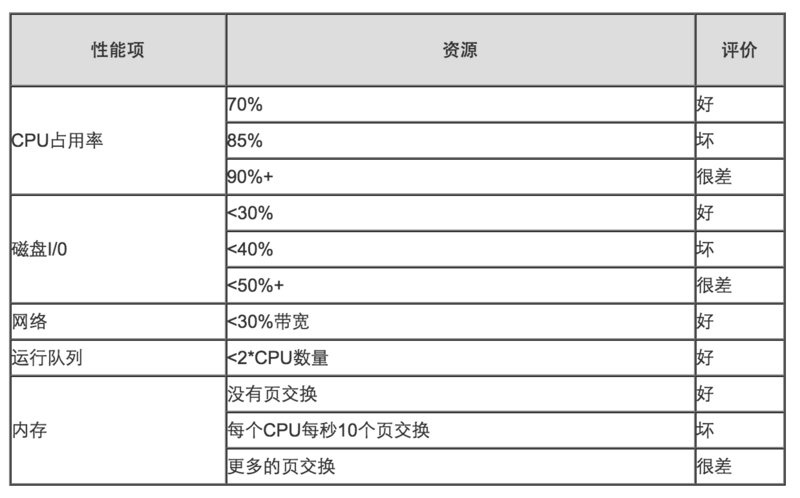 性能项 资源 评价
CPU占用率
70% 好
85% 坏
90%+ 很差
磁盘I/0
<30% 好
<40% 坏
<50%+ 很差
网络 <30%带宽 好
运行队列 <2*CPU数量 好
内存
没有页交换 好
每个CPU每秒10个页交换 坏
更多的页交换 很差